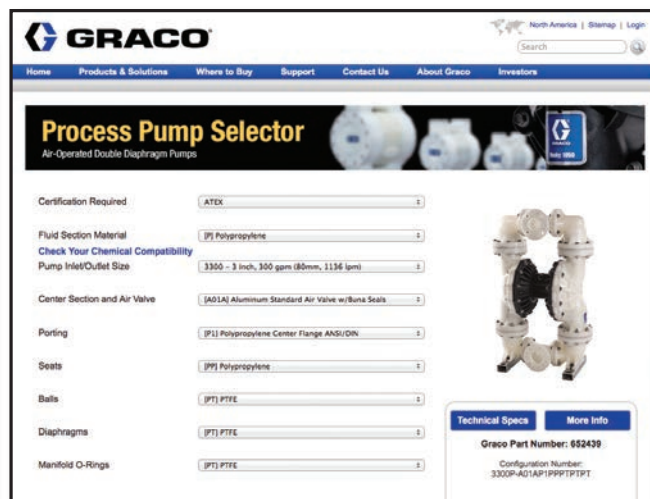 North America | Sitemap | Login
GRACO
Search
Home Products & Solutions Where to Buy Support Contact Us About Graco Investors
Process Pump Selector
Air-Operated Double Diaphragm Pumps
Certification Required ATEX
Fluid Section Material [P] Polypropylene
Check Your Chemical Compatibility
Pump Inlet/Outlet Size 3300 – 3 inch, 300 gpm (80mm, 1136 lpm)
Center Section and Air Valve [A01A] Aluminum Standard Air Valve w/Buna Seals
Porting [P1] Polypropylene Center Flange ANSI/DIN
Seats [PP] Polypropylene
Balls [PT] PTFE
Diaphragms [PT] PTFE
Manifold O-Rings [PT] PTFE
Technical Specs More Info
Graco Part Number: 652439
Configuration Number:
3300P-A01AP1PPPTPTPT